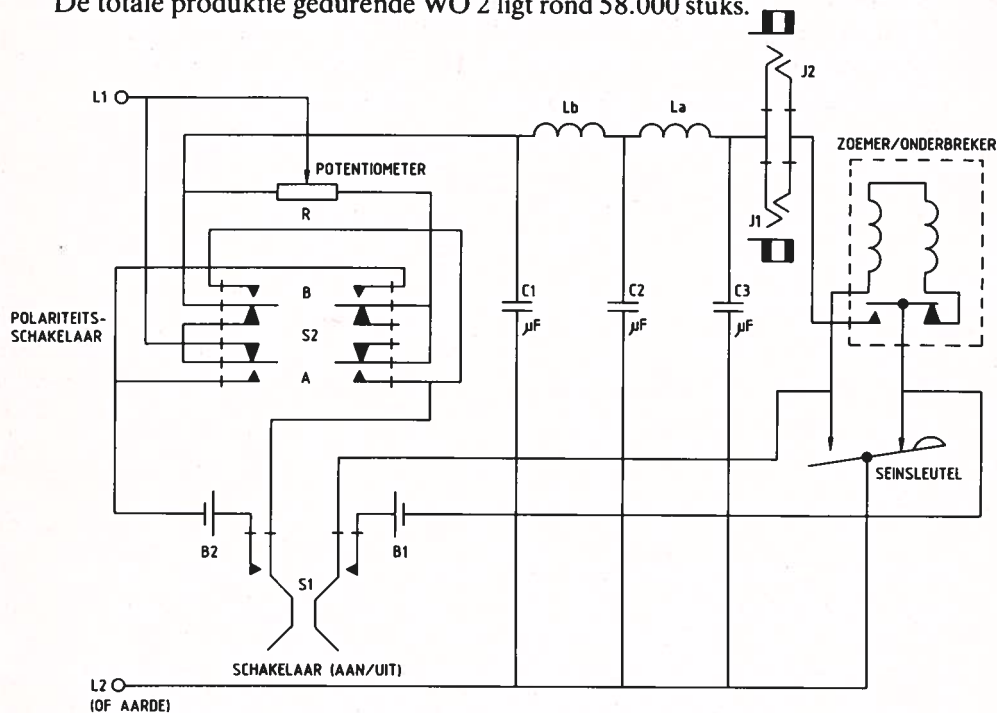 De totale produktie gedurende WO 2 ligt rond 58.000 stuks.
J2
L1
Lb
La
ZOEMER/ONDERBREKER
POTENTIOMETER
R
J1
B
C1
C2
C3
POLARITEITS-
SCHAKELAAR
S2
µF
µF
µF
A
SEINSLEUTEL
B2
B1
S1
SCHAKELAAR (AAN/UIT)
L2
(OF AARDE)